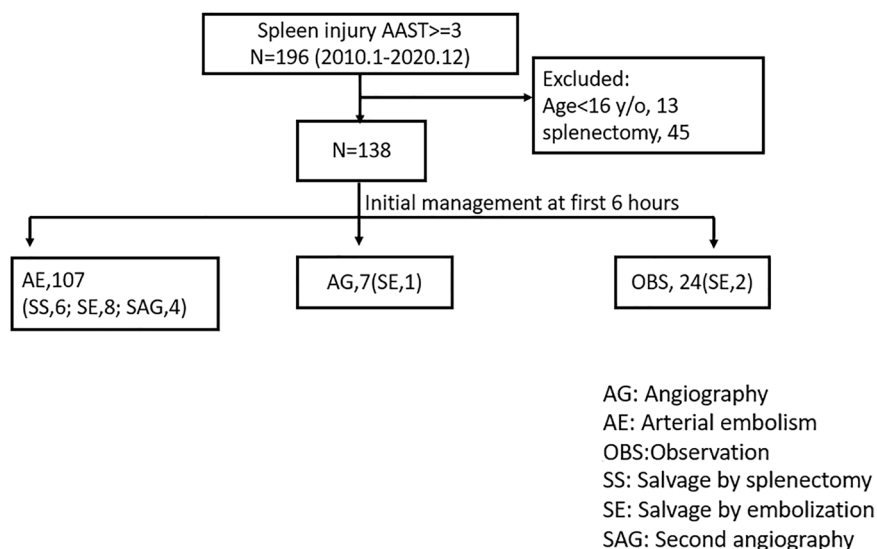 Spleen injury AAST>=3
N=196 (2010.1-2020.12)
Excluded:
Age<16 y/o, 13
splenectomy, 45
N=138
Initial management at first 6 hours
AE,107
(SS,6; SE,8; SAG,4)
AG,7(SE,1)
OBS, 24(SE,2)
AG: Angiography
AE: Arterial embolism
OBS:Observation
SS: Salvage by splenectomy
SE: Salvage by embolization
SAG: Second angiography